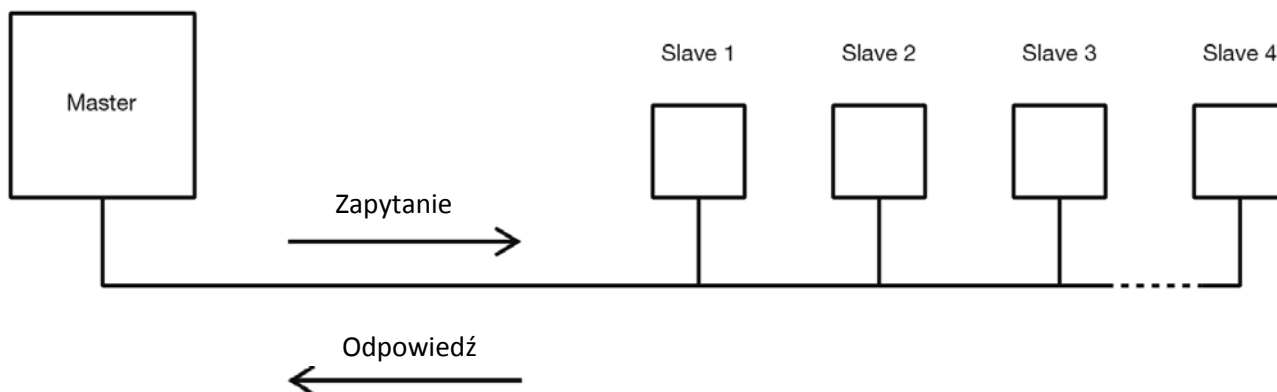 Slave 1
Slave 2
Slave 3
Slave 4
Master
Zapytanie
Odpowiedź